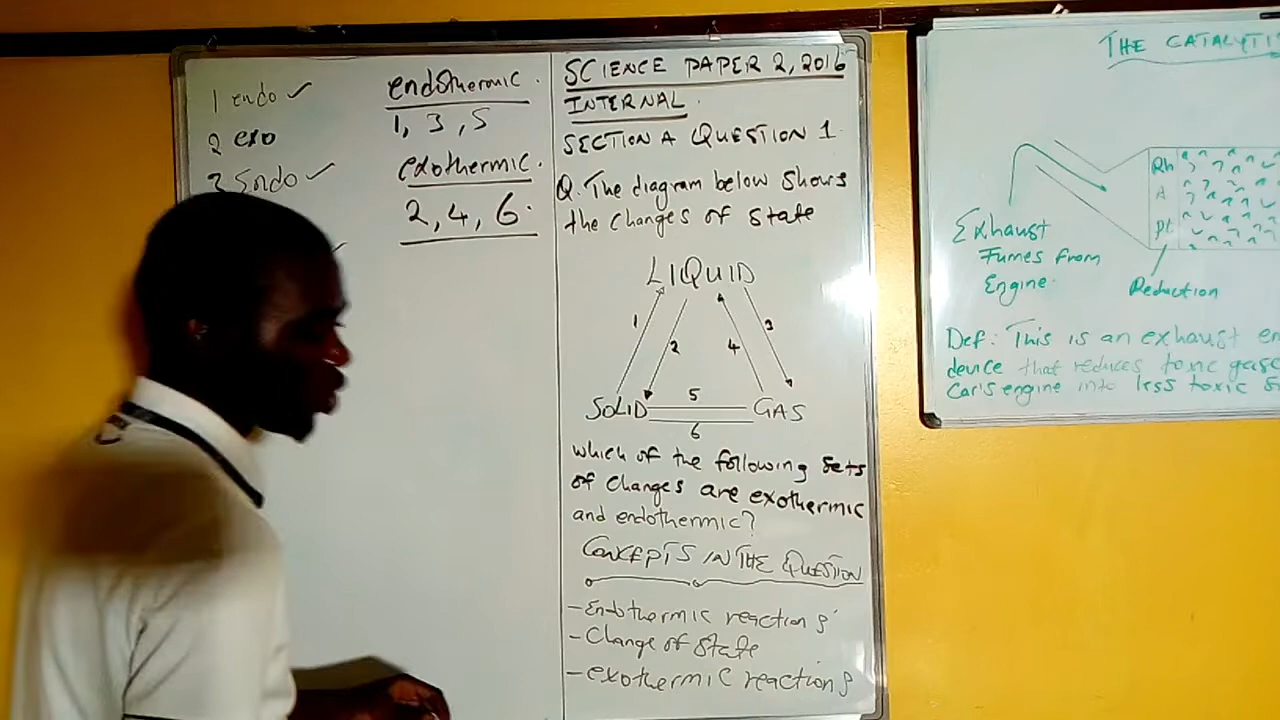 1 endo ✓
2 exo
3 Endo ✓
endothermic.
1, 3, 5
exothermic.
2, 4, 6.
SCIENCE PAPER 2, 2016
INTERNAL.
SECTION A QUESTION 1.
Q. The diagram below shows
the changes of state
LIQUID
1
2
4
3
5
SOLID
GAS
6
which of the following sets
of changes are exothermic
and endothermic?
CONCEPTS IN THE QUESTION
- Endothermic reactions
- Change of state
- exothermic reactions
THE
Rh
Pt
Exhaust
Fumes from
Engine.
Reduction
Def: This is an exhaust
device that reduces toxic
Car's engine into less toxic